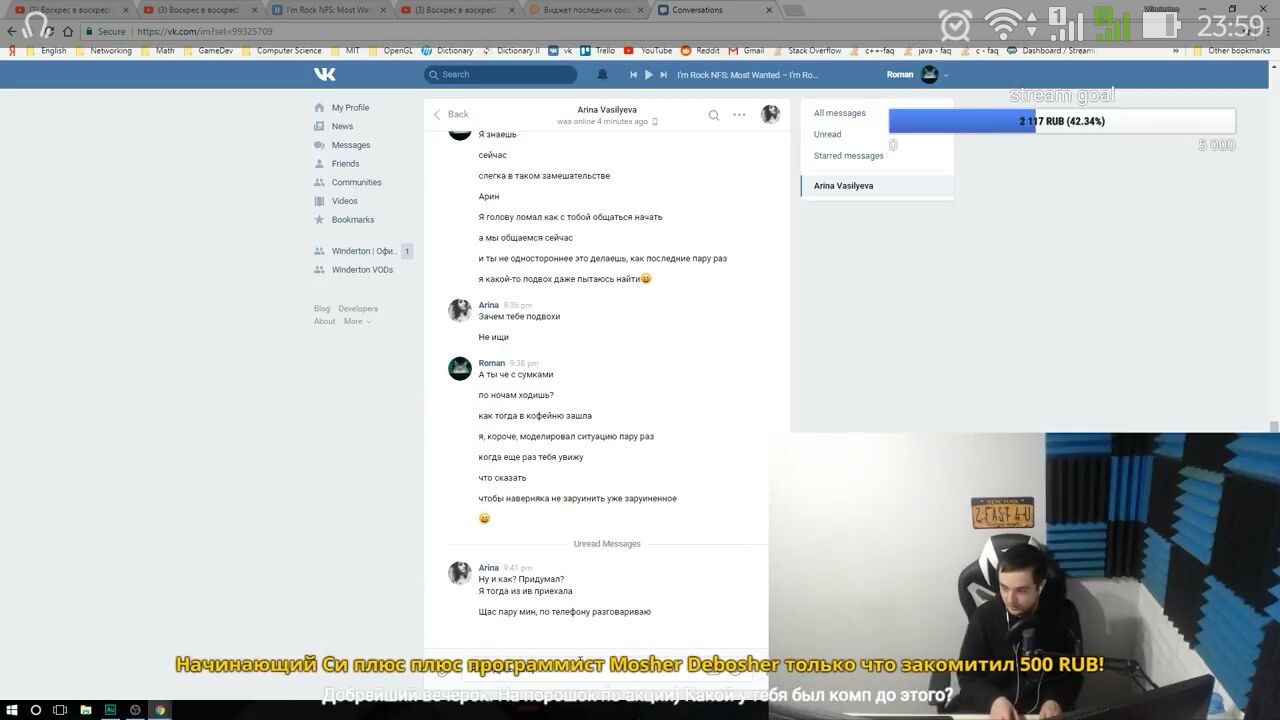 (3) Воскрес в воскресе
(3) Воскрес в воскресе
I'm Rock NFS: Most Wa
(3) Воскрес в воскресе
Виджет последних соо
Conversations
Winderton
1
2
23:59
Secure
https://vk.com/im?sel=99325709
Я
English
Networking
Math
GameDev
Computer Science
MIT
OpenGL
Dictionary
Dictionary II
vk
Trello
YouTube
Reddit
Gmail
Stack Overflow
c++-faq
java - faq
c - faq
Dashboard / Streaml
Other bookmarks
Search
I'm Rock NFS: Most Wanted – I'm Ro...
Roman
stream goal
2 117 RUB (42.34%)
0
5 000
My Profile
News
Messages
Friends
Communities
Videos
Bookmarks
Winderton | Офи..
1
Winderton VODs
Blog Developers
About More
Back
Arina Vasilyeva
was online 4 minutes ago
Я знаешь
сейчас
слегка в таком замешательстве
Арин
Я голову ломал как с тобой общаться начать
а мы общаемся сейчас
и ты не одностороннее это делаешь, как последние пару раз
я какой-то подвох даже пытаюсь найти
Arina 9:35 pm
Зачем тебе подвохи
Не ищи
Roman 9:38 pm
А ты че с сумками
по ночам ходишь?
как тогда в кофейню зашла
я, короче, моделировал ситуацию пару раз
когда еще раз тебя увижу
что сказать
чтобы наверняка не заруинить уже заруиненное
Unread Messages
Arina 9:41 pm
Ну и как? Придумал?
Я тогда из ив приехала
Щас пару мин, по телефону разговариваю
All messages
Unread
Starred messages
Arina Vasilyeva
NEW YORK
2 FAST 4 U
Начинающий Си плюс плюс программист Mosher Debosher только что закомитил 500 RUB!
Добрейший вечерок. На порошок по акции) Какой у тебя был комп до этого?